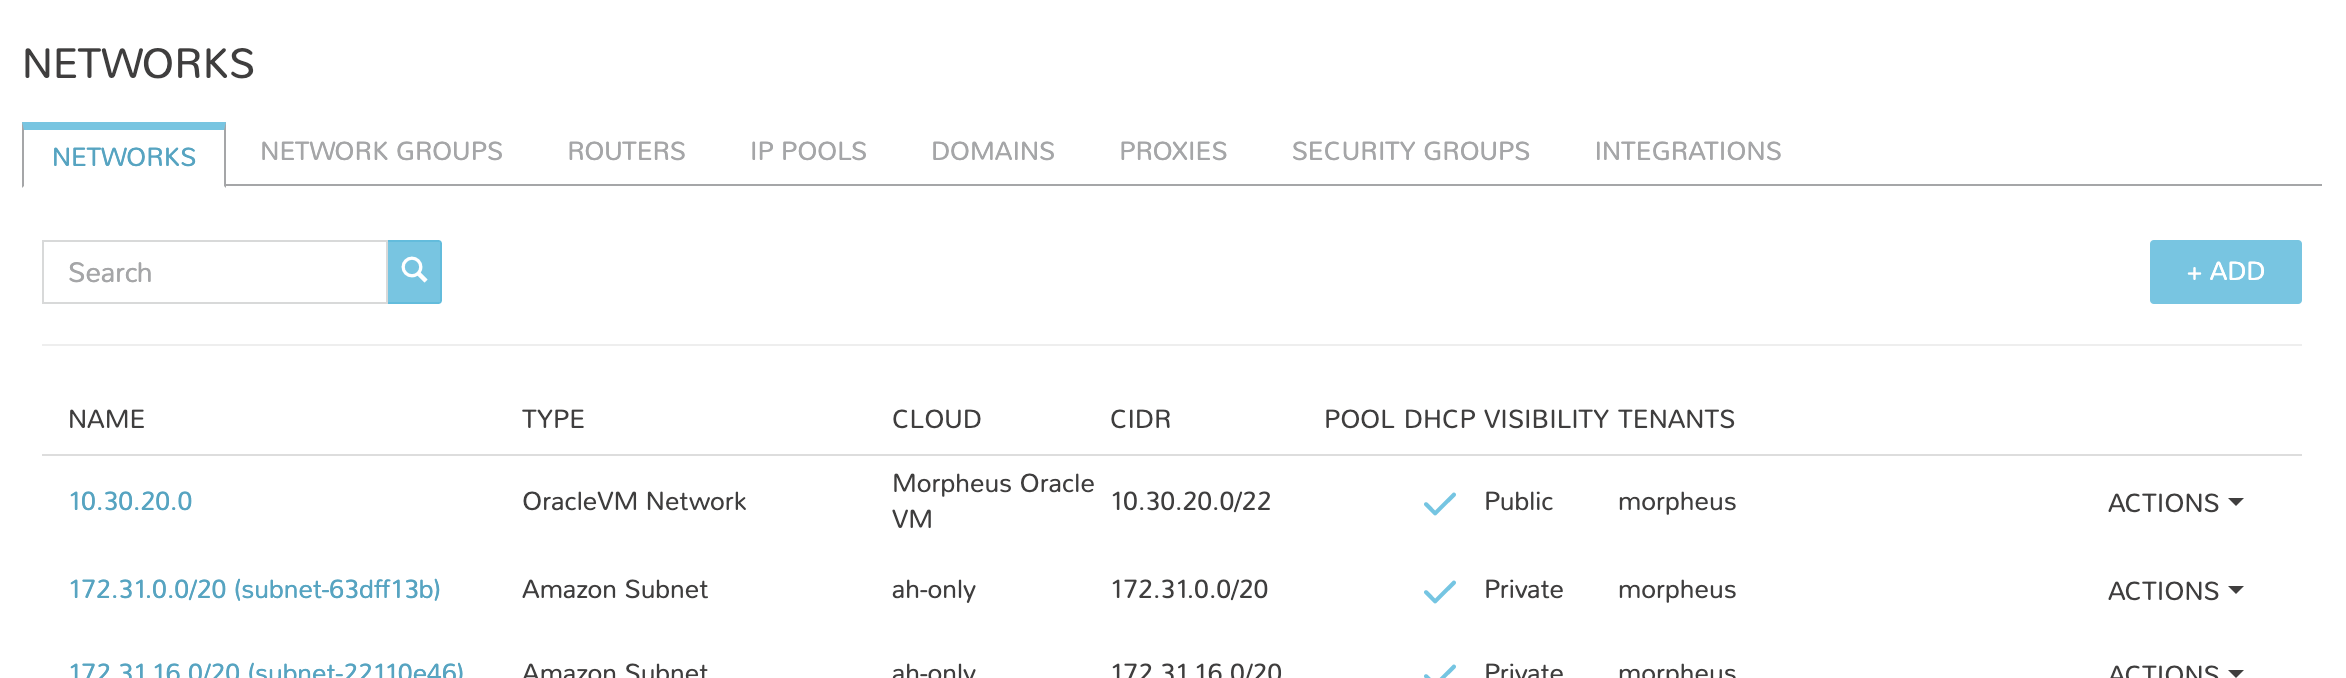 NETWORKS
NETWORKS NETWORK GROUPS ROUTERS IP POOLS DOMAINS PROXIES SECURITY GROUPS INTEGRATIONS
Search
+ ADD
NAME TYPE CLOUD CIDR POOL DHCP VISIBILITY TENANTS
10.30.20.0 OracleVM Network Morpheus Oracle VM 10.30.20.0/22 Public morpheus ACTIONS
172.31.0.0/20 (subnet-63dff13b) Amazon Subnet ah-only 172.31.0.0/20 Private morpheus ACTIONS
172.31.16.0/20 (subnet-22110e46) Amazon Subnet ah-only 172.31.16.0/20 Private morpheus ACTIONS